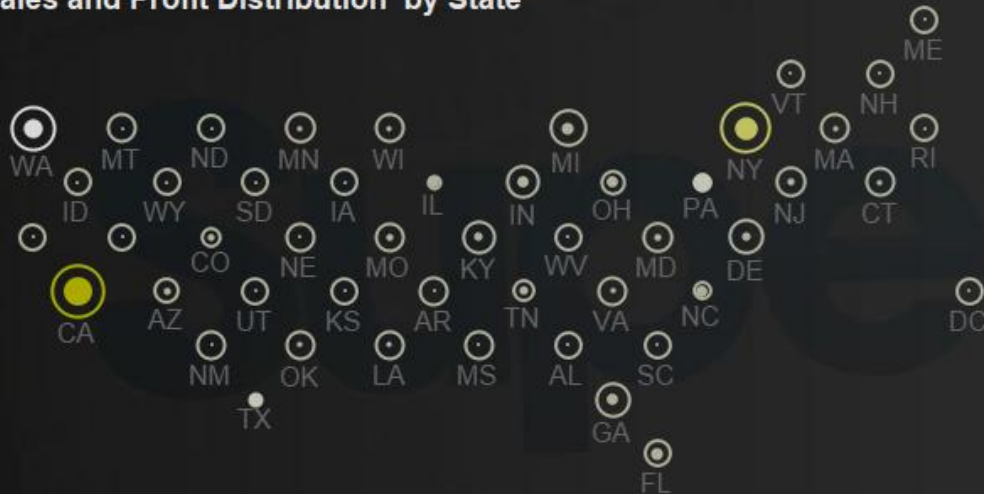 ales and Profit Distribution by State
ME
VT NH
WA MT ND MN WI MI NY MA RI
ID WY SD IA IL IN OH PA NJ CT
CO NE MO KY WV MD DE
CA AZ UT KS AR TN VA NC DC
NM OK LA MS AL SC
TX GA
FL
Supe